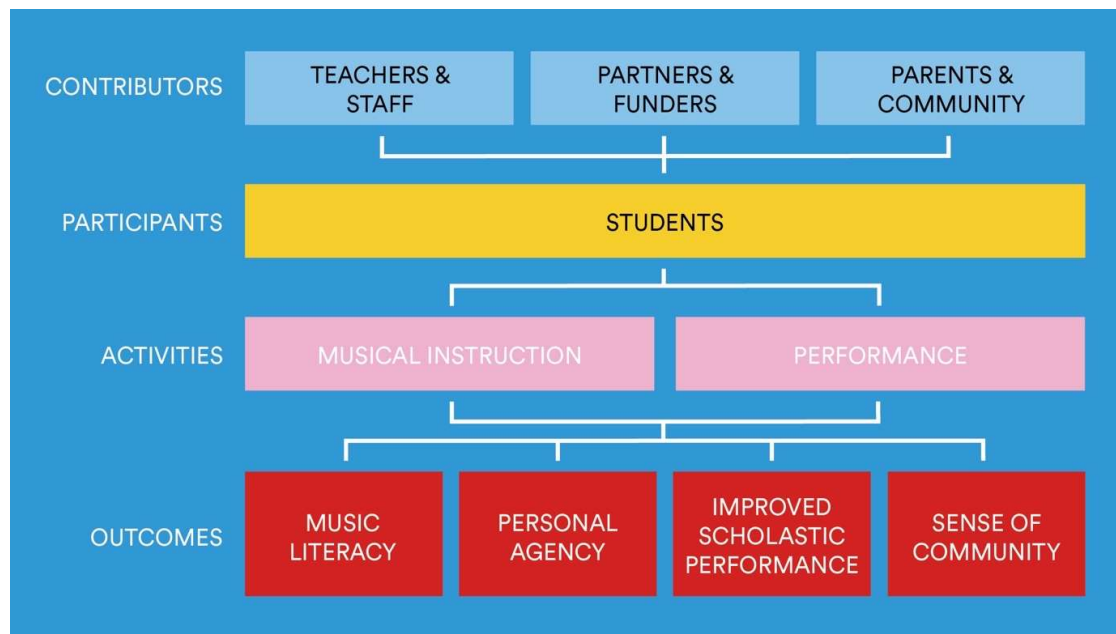 CONTRIBUTORS
TEACHERS &
STAFF
PARTNERS &
FUNDERS
PARENTS &
COMMUNITY
PARTICIPANTS
STUDENTS
ACTIVITIES
MUSICAL INSTRUCTION
PERFORMANCE
OUTCOMES
MUSIC
LITERACY
PERSONAL
AGENCY
IMPROVED
SCHOLASTIC
PERFORMANCE
SENSE OF
COMMUNITY